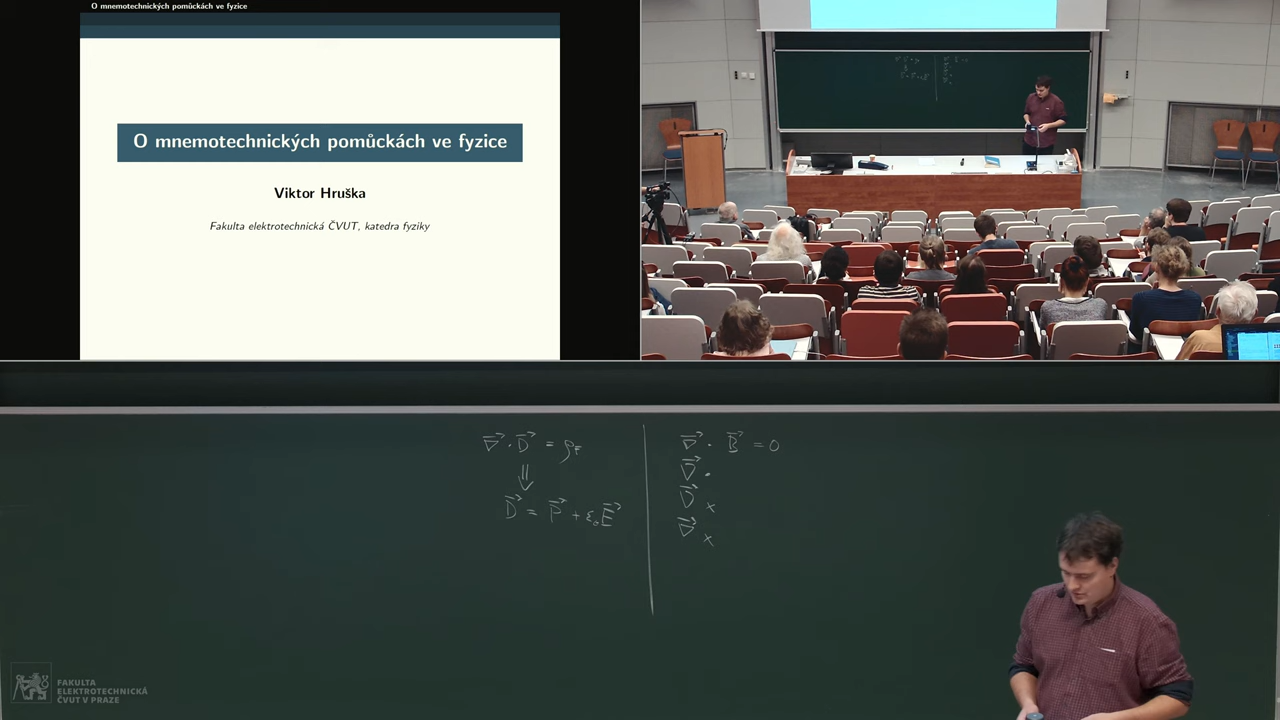 O mnemotechnických pomůckách ve fyzice
O mnemotechnických pomůckách ve fyzice
Viktor Hruška
Fakulta elektrotechnická ČVUT, katedra fyziky
∇⃗ · D⃗ = ρF
⇓
D⃗ = P⃗ + ε₀E⃗
∇⃗ · B⃗ = 0
∇⃗ ·
∇⃗ ×
∇⃗ ×
FAKULTA
ELEKTROTECHNICKÁ
ČVUT V PRAZE